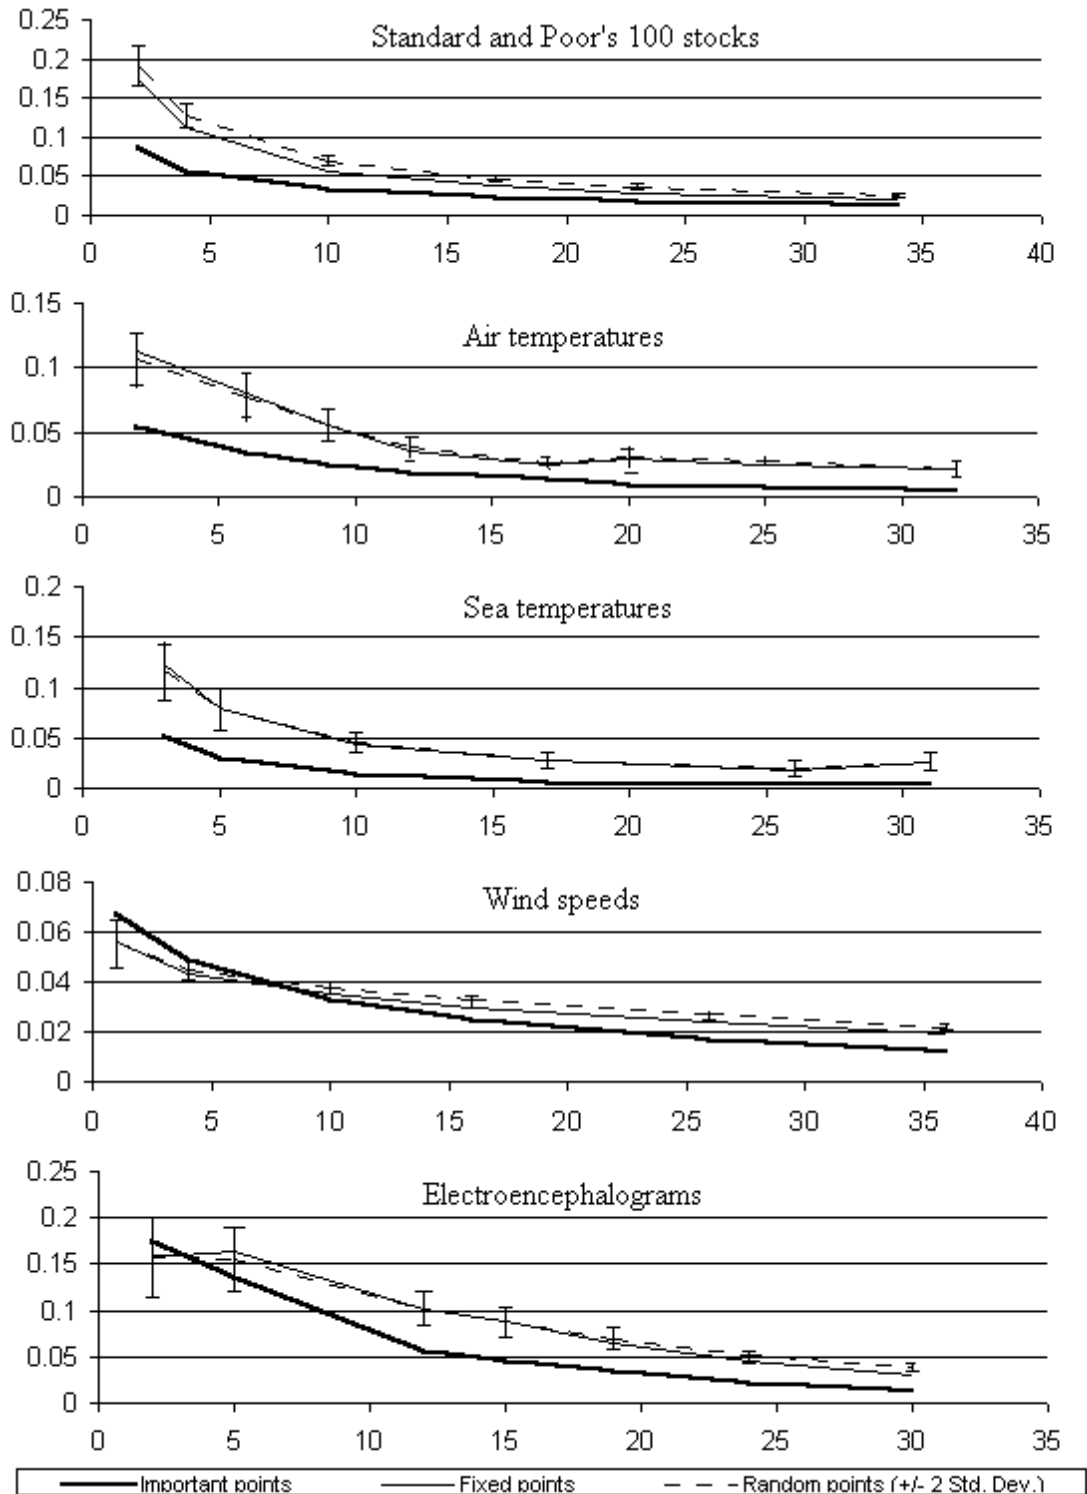 0.25
Standard and Poor's 100 stocks
0.2
0.15
0.1
0.05
0
0 5 10 15 20 25 30 35 40
0.15
Air temperatures
0.1
0.05
0
0 5 10 15 20 25 30 35
0.2
Sea temperatures
0.15
0.1
0.05
0
0 5 10 15 20 25 30 35
0.08
Wind speeds
0.06
0.04
0.02
0
0 5 10 15 20 25 30 35 40
0.25
Electroencephalograms
0.2
0.15
0.1
0.05
0
0 5 10 15 20 25 30 35
Important points Fixed points Random points (+/- 2 Std. Dev.)